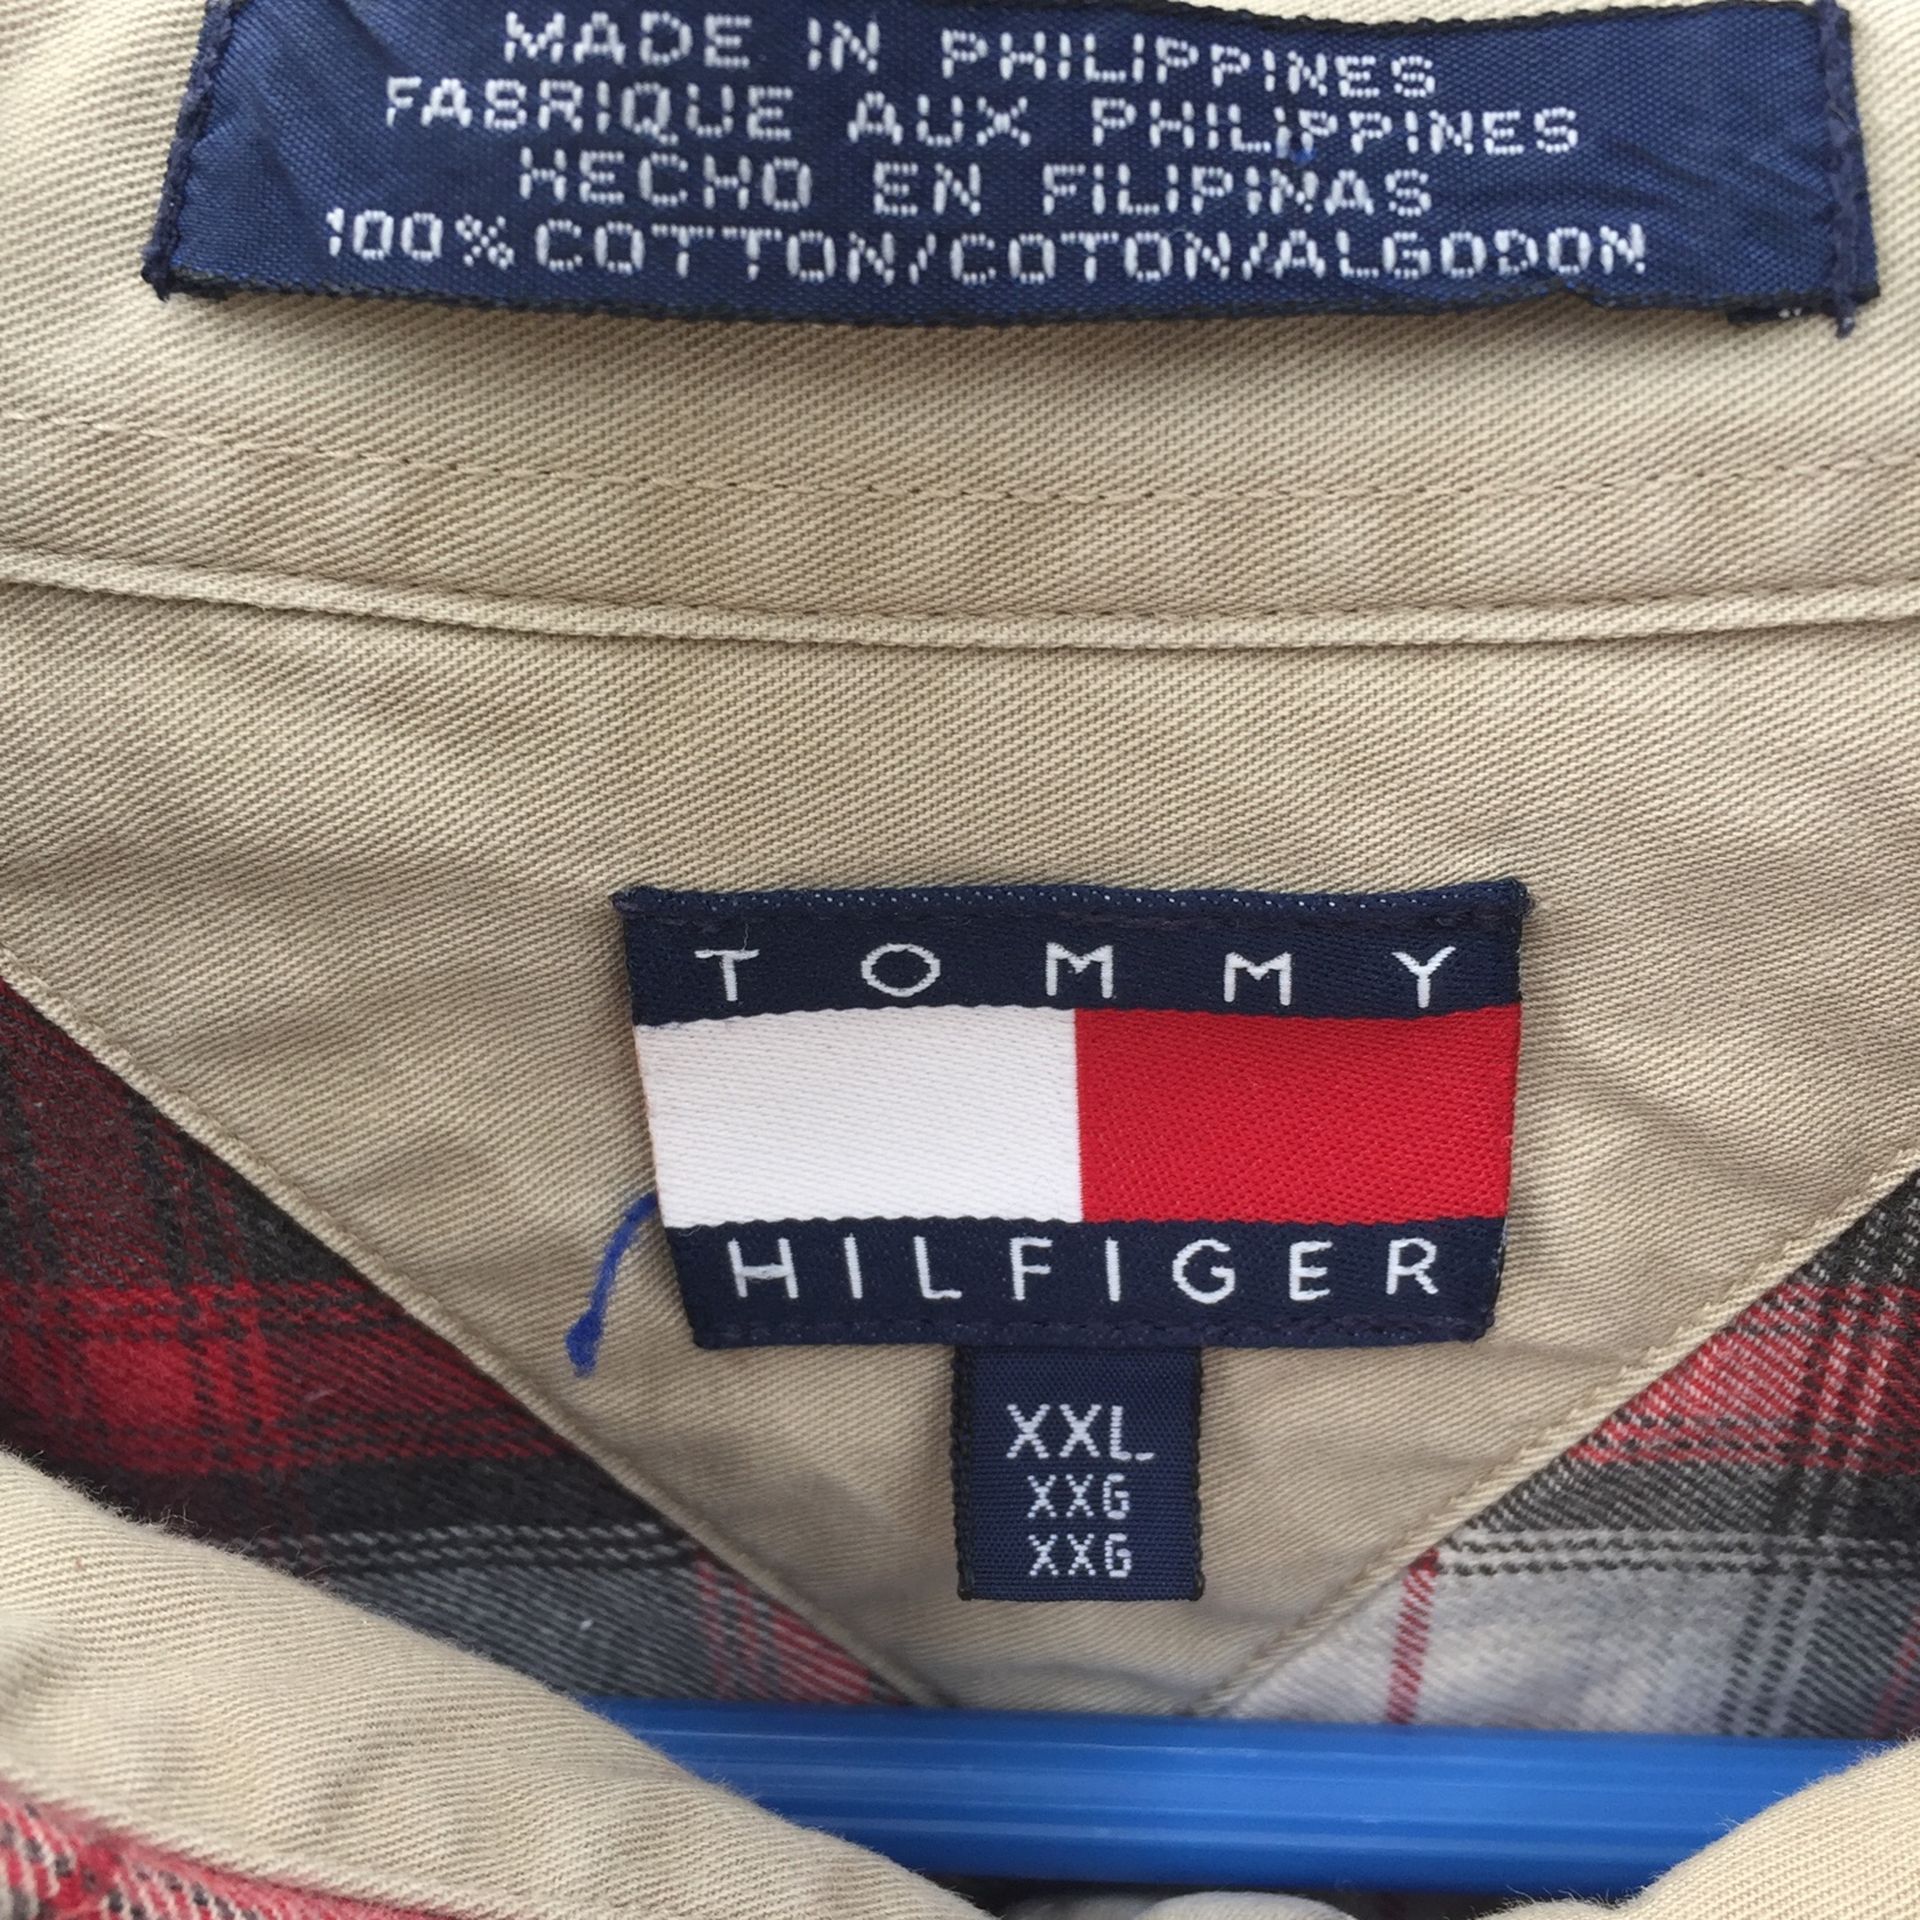 MADE IN PHILIPPINES
FABRIQUE AUX PHILIPPINES
HECHO EN FILIPINAS
100% COTTON/COTON/ALGODON
TOMMY
HILFIGER
XXL
XXG
XXG